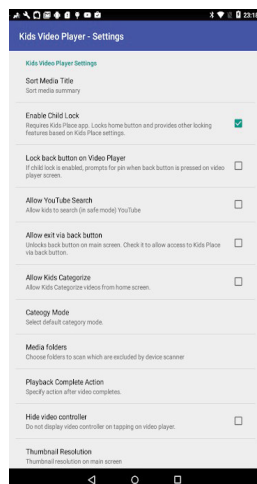 23:18
Kids Video Player - Settings
Kids Video Player Settings
Sort Media Title
Sort media summary
Enable Child Lock
Requires Kids Place app. Locks home button and provides other locking
features based on Kids Place settings.
Lock back button on Video Player
If child lock is enabled, prompts for pin when back button is pressed on video
player screen.
Allow YouTube Search
Allow kids to search (in safe mode) YouTube
Allow exit via back button
Unlocks back button on main screen. Check it to allow access to Kids Place
via back button.
Allow Kids Categorize
Allow Kids Categorize videos from home screen.
Cateogy Mode
Select default category mode.
Media folders
Choose folders to scan which are excluded by device scanner
Playback Complete Action
Specify action after video completes.
Hide video controller
Do not display video controller on tapping on video player.
Thumbnail Resolution
Thumbnail resolution on main screen